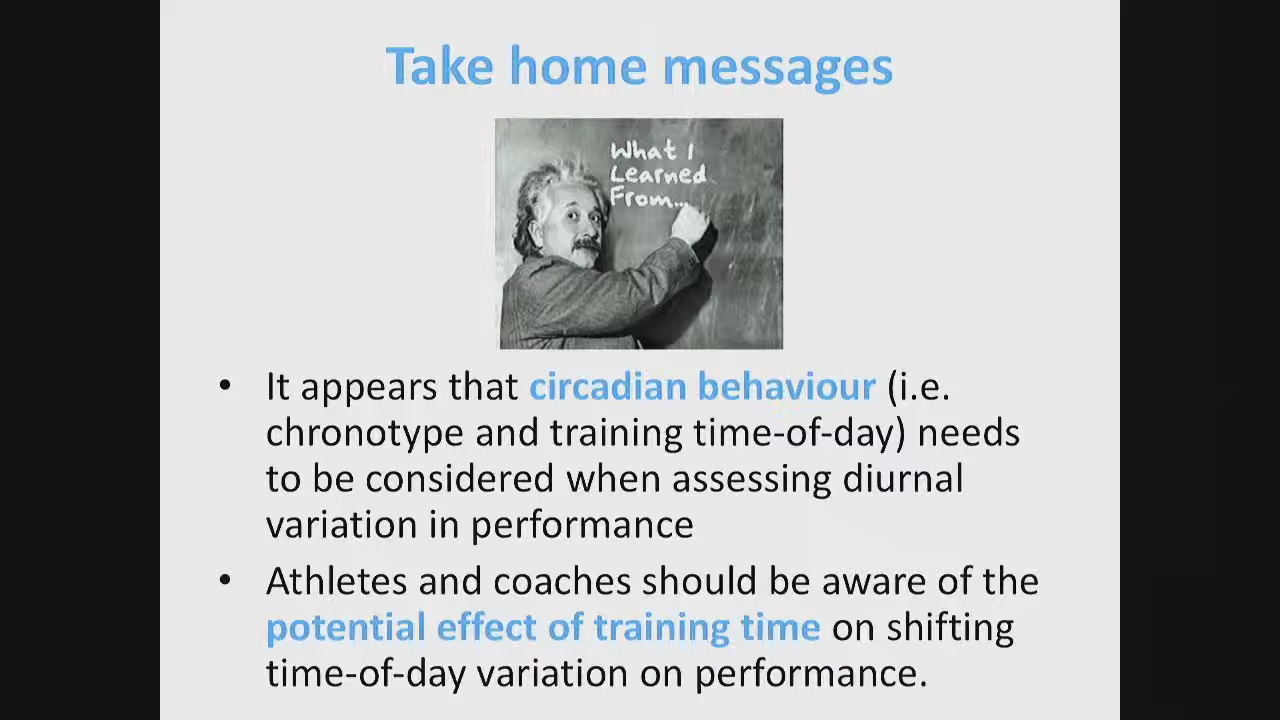 Take home messages
What I
Learned
From...
• It appears that circadian behaviour (i.e.
chronotype and training time-of-day) needs
to be considered when assessing diurnal
variation in performance
• Athletes and coaches should be aware of the
potential effect of training time on shifting
time-of-day variation on performance.